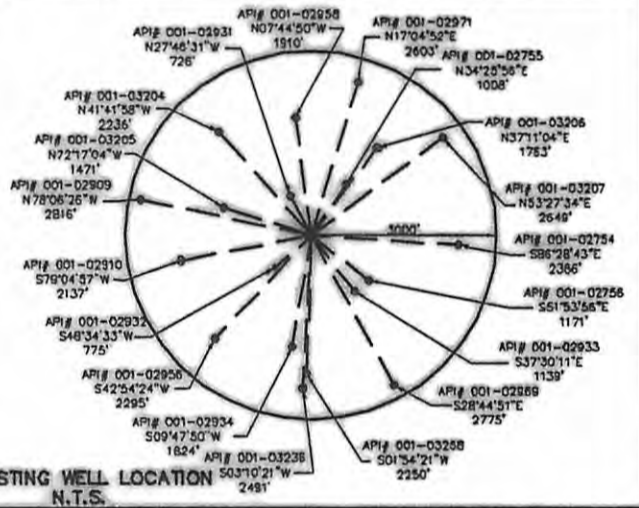 API# 001-02958
N07°44'50"W
1910'
API# 001-02931
N27°46'31"W
726'
API# 001-02971
N17°04'52"E
2603'
API# 001-02755
N34°25'56"E
1008'
API# 001-03204
N41°41'58"W
2236'
API# 001-03206
N37°11'04"E
1763'
API# 001-03205
N72°17'04"W
1471'
API# 001-03207
N53°27'34"E
2649'
API# 001-02909
N78°06'26"W
2816'
3000'
API# 001-02754
S86°28'43"E
2386'
API# 001-02910
S79°04'57"W
2137'
API# 001-02756
S51°53'56"E
1171'
API# 001-02932
S48°34'33"W
775'
API# 001-02933
S37°30'11"E
1139'
API# 001-02956
S42°54'24"W
2295'
API# 001-02969
S28°44'51"E
2775'
API# 001-02934
S09°47'50"W
1824'
API# 001-03236
S03°10'21"W
2491'
API# 001-03268
S01°54'21"W
2250'
STING WELL LOCATION
N.T.S.